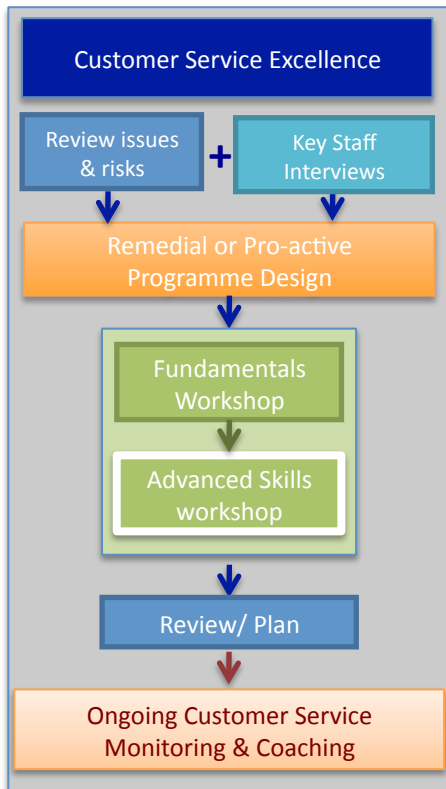 Customer Service Excellence
Review issues
& risks
+
Key Staff
Interviews
Remedial or Pro-active
Programme Design
Fundamentals
Workshop
Advanced Skills
workshop
Review/ Plan
Ongoing Customer Service
Monitoring & Coaching